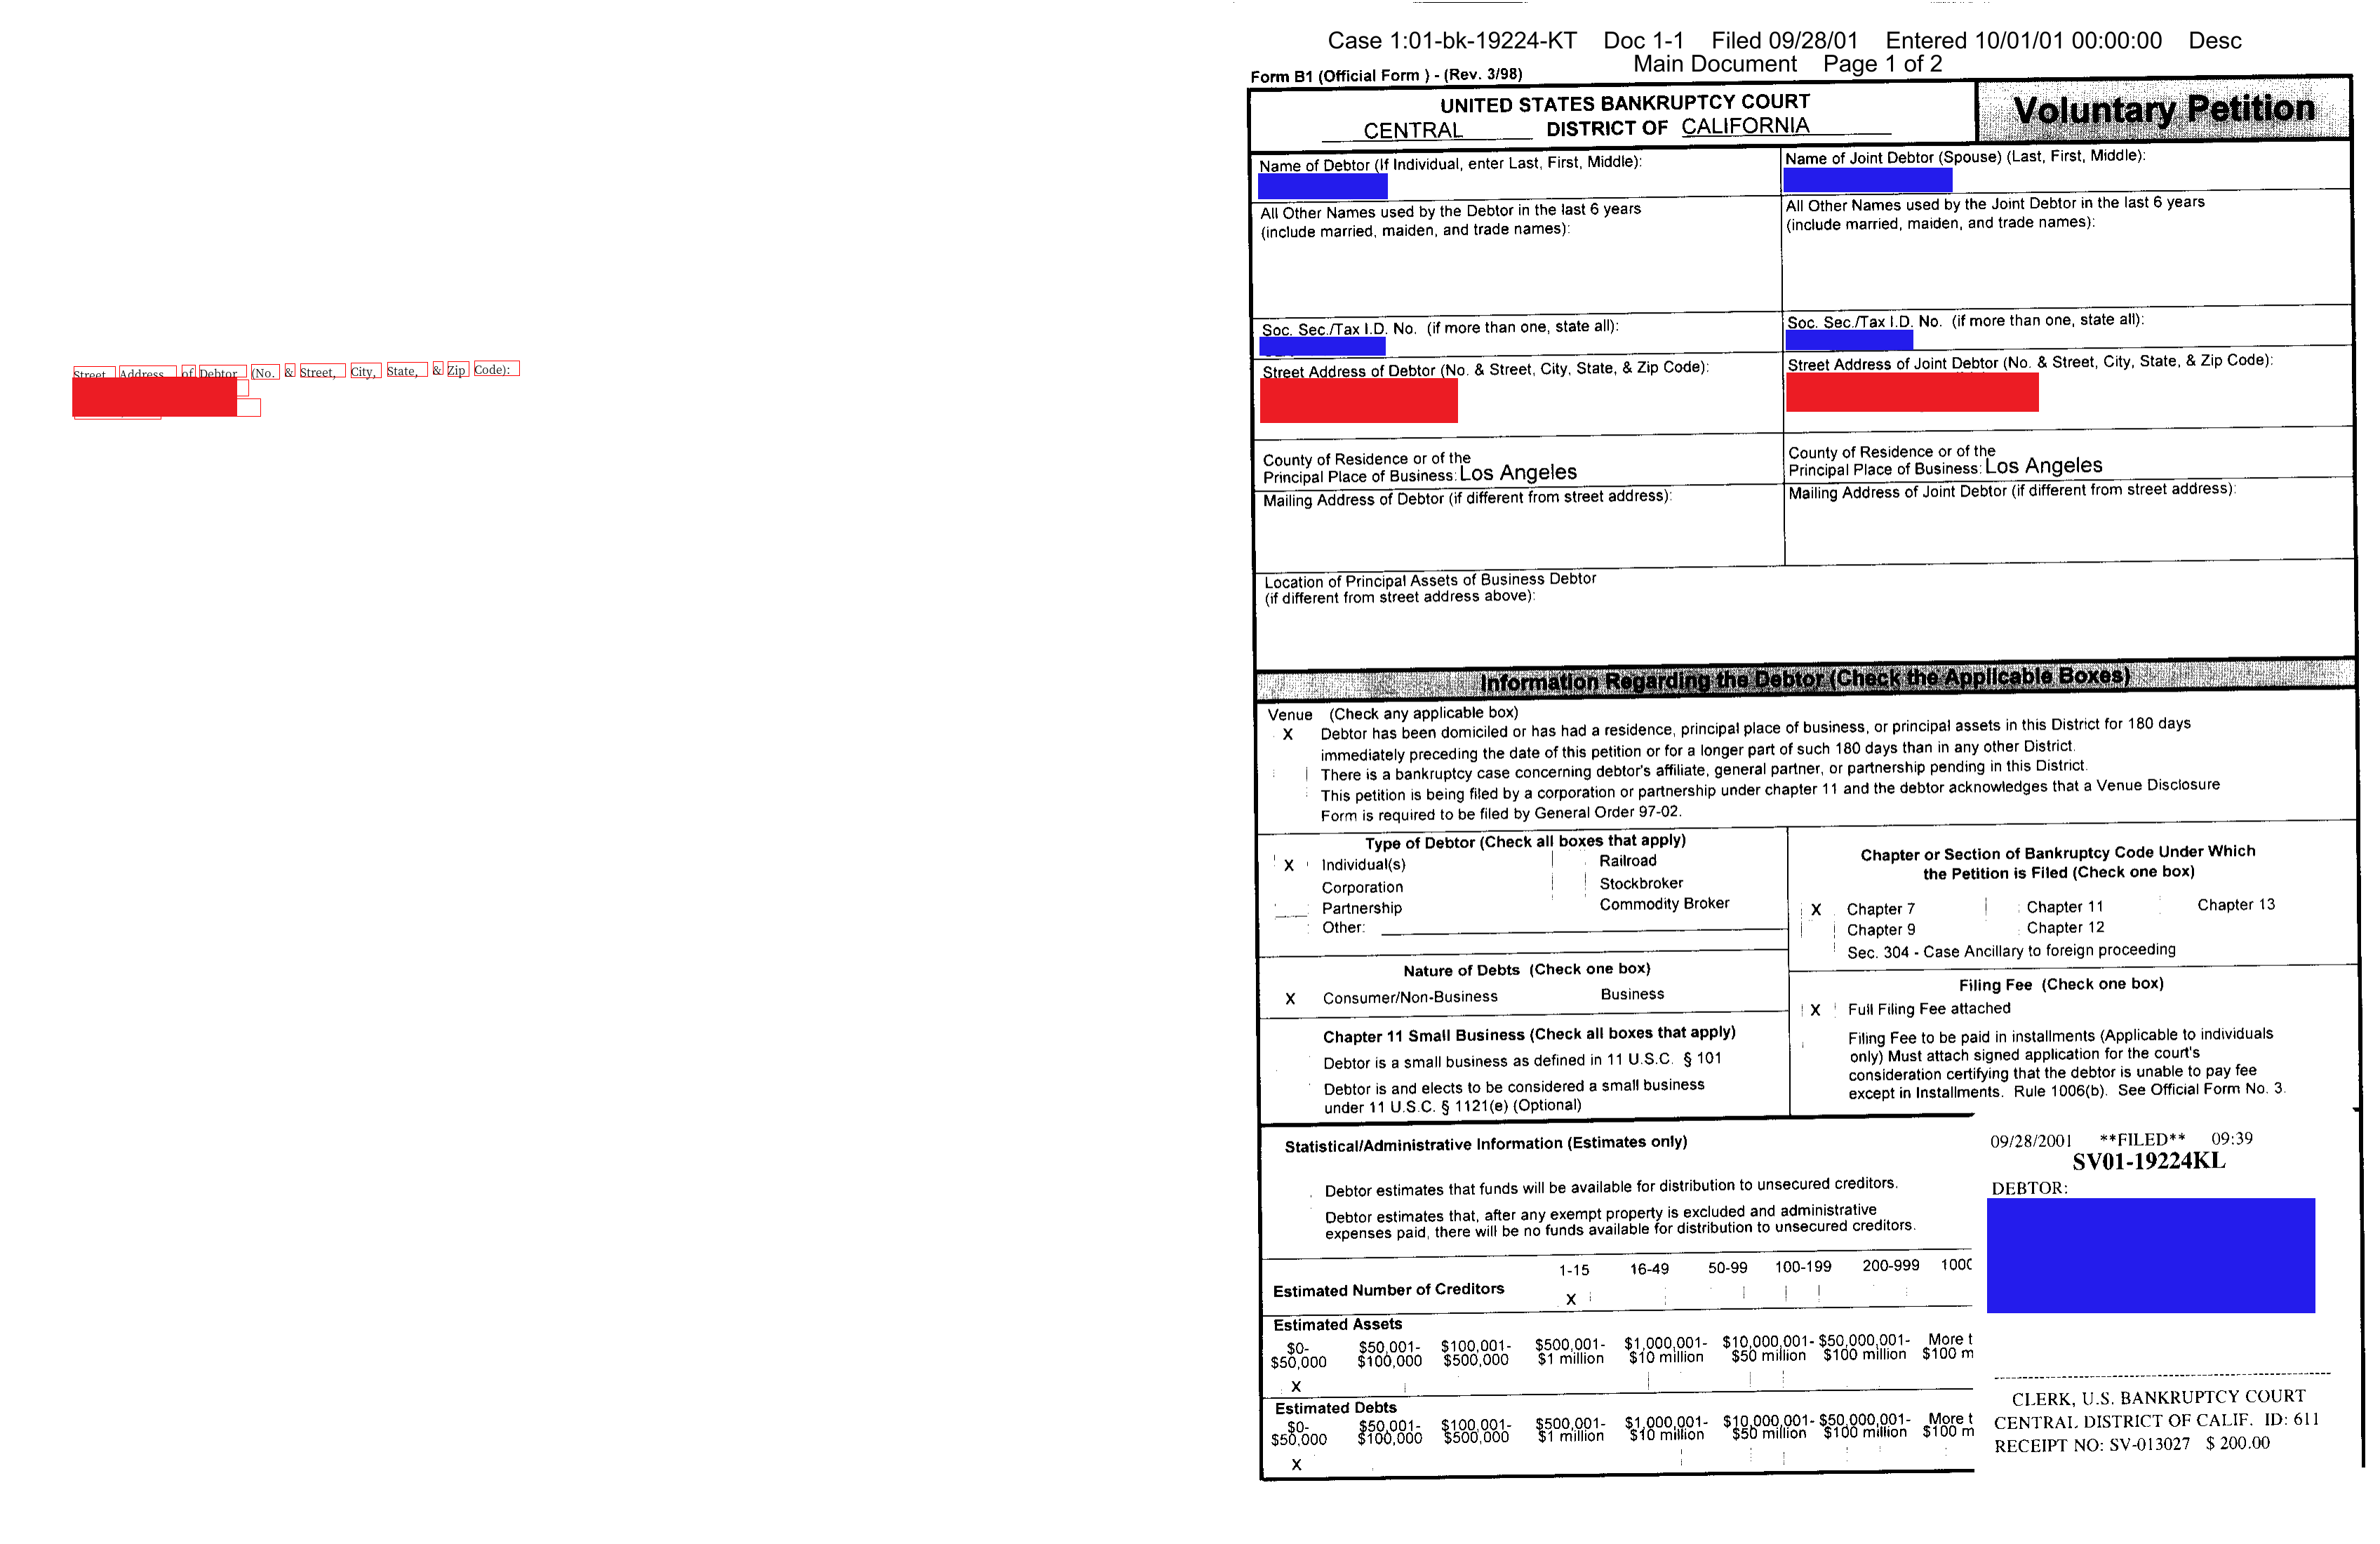 Street Address of Debtor (No. & Street, City, State, & Zip Code):
Case 1:01-bk-19224-KT Doc 1-1 Filed 09/28/01 Entered 10/01/01 00:00:00 Desc
Main Document Page 1 of 2
Form B1 (Official Form ) - (Rev. 3/98)
UNITED STATES BANKRUPTCY COURT
CENTRAL DISTRICT OF CALIFORNIA
Voluntary Petition
Name of Debtor (If Individual, enter Last, First, Middle):
Name of Joint Debtor (Spouse) (Last, First, Middle):
All Other Names used by the Debtor in the last 6 years
(include married, maiden, and trade names):
All Other Names used by the Joint Debtor in the last 6 years
(include married, maiden, and trade names):
Soc. Sec./Tax I.D. No. (if more than one, state all):
Soc. Sec./Tax I.D. No. (if more than one, state all):
Street Address of Debtor (No. & Street, City, State, & Zip Code):
Street Address of Joint Debtor (No. & Street, City, State, & Zip Code):
County of Residence or of the
Principal Place of Business: Los Angeles
County of Residence or of the
Principal Place of Business: Los Angeles
Mailing Address of Debtor (if different from street address):
Mailing Address of Joint Debtor (if different from street address):
Location of Principal Assets of Business Debtor
(if different from street address above):
Information Regarding the Debtor (Check the Applicable Boxes)
Venue (Check any applicable box)
X Debtor has been domiciled or has had a residence, principal place of business, or principal assets in this District for 180 days
immediately preceding the date of this petition or for a longer part of such 180 days than in any other District.
There is a bankruptcy case concerning debtor's affiliate, general partner, or partnership pending in this District.
This petition is being filed by a corporation or partnership under chapter 11 and the debtor acknowledges that a Venue Disclosure
Form is required to be filed by General Order 97-02.
Type of Debtor (Check all boxes that apply)
X Individual(s) Railroad
Corporation Stockbroker
Partnership Commodity Broker
Other:
Chapter or Section of Bankruptcy Code Under Which
the Petition is Filed (Check one box)
X Chapter 7 Chapter 11 Chapter 13
Chapter 9 Chapter 12
Sec. 304 - Case Ancillary to foreign proceeding
Nature of Debts (Check one box)
X Consumer/Non-Business Business
Filing Fee (Check one box)
X Full Filing Fee attached
Filing Fee to be paid in installments (Applicable to individuals
only) Must attach signed application for the court's
consideration certifying that the debtor is unable to pay fee
except in Installments. Rule 1006(b). See Official Form No. 3.
Chapter 11 Small Business (Check all boxes that apply)
Debtor is a small business as defined in 11 U.S.C. § 101
Debtor is and elects to be considered a small business
under 11 U.S.C. § 1121(e) (Optional)
Statistical/Administrative Information (Estimates only)
Debtor estimates that funds will be available for distribution to unsecured creditors.
Debtor estimates that, after any exempt property is excluded and administrative
expenses paid, there will be no funds available for distribution to unsecured creditors.
1-15 16-49 50-99 100-199 200-999 1000
Estimated Number of Creditors
X
Estimated Assets
$0- $50,001- $100,001- $500,001- $1,000,001- $10,000,001- $50,000,001- More t
$50,000 $100,000 $500,000 $1 million $10 million $50 million $100 million $100 m
X
Estimated Debts
$0- $50,001- $100,001- $500,001- $1,000,001- $10,000,001- $50,000,001- More t
$50,000 $100,000 $500,000 $1 million $10 million $50 million $100 million $100 m
X
09/28/2001 **FILED** 09:39
SV01-19224KL
DEBTOR:
CLERK, U.S. BANKRUPTCY COURT
CENTRAL DISTRICT OF CALIF. ID: 611
RECEIPT NO: SV-013027 $ 200.00